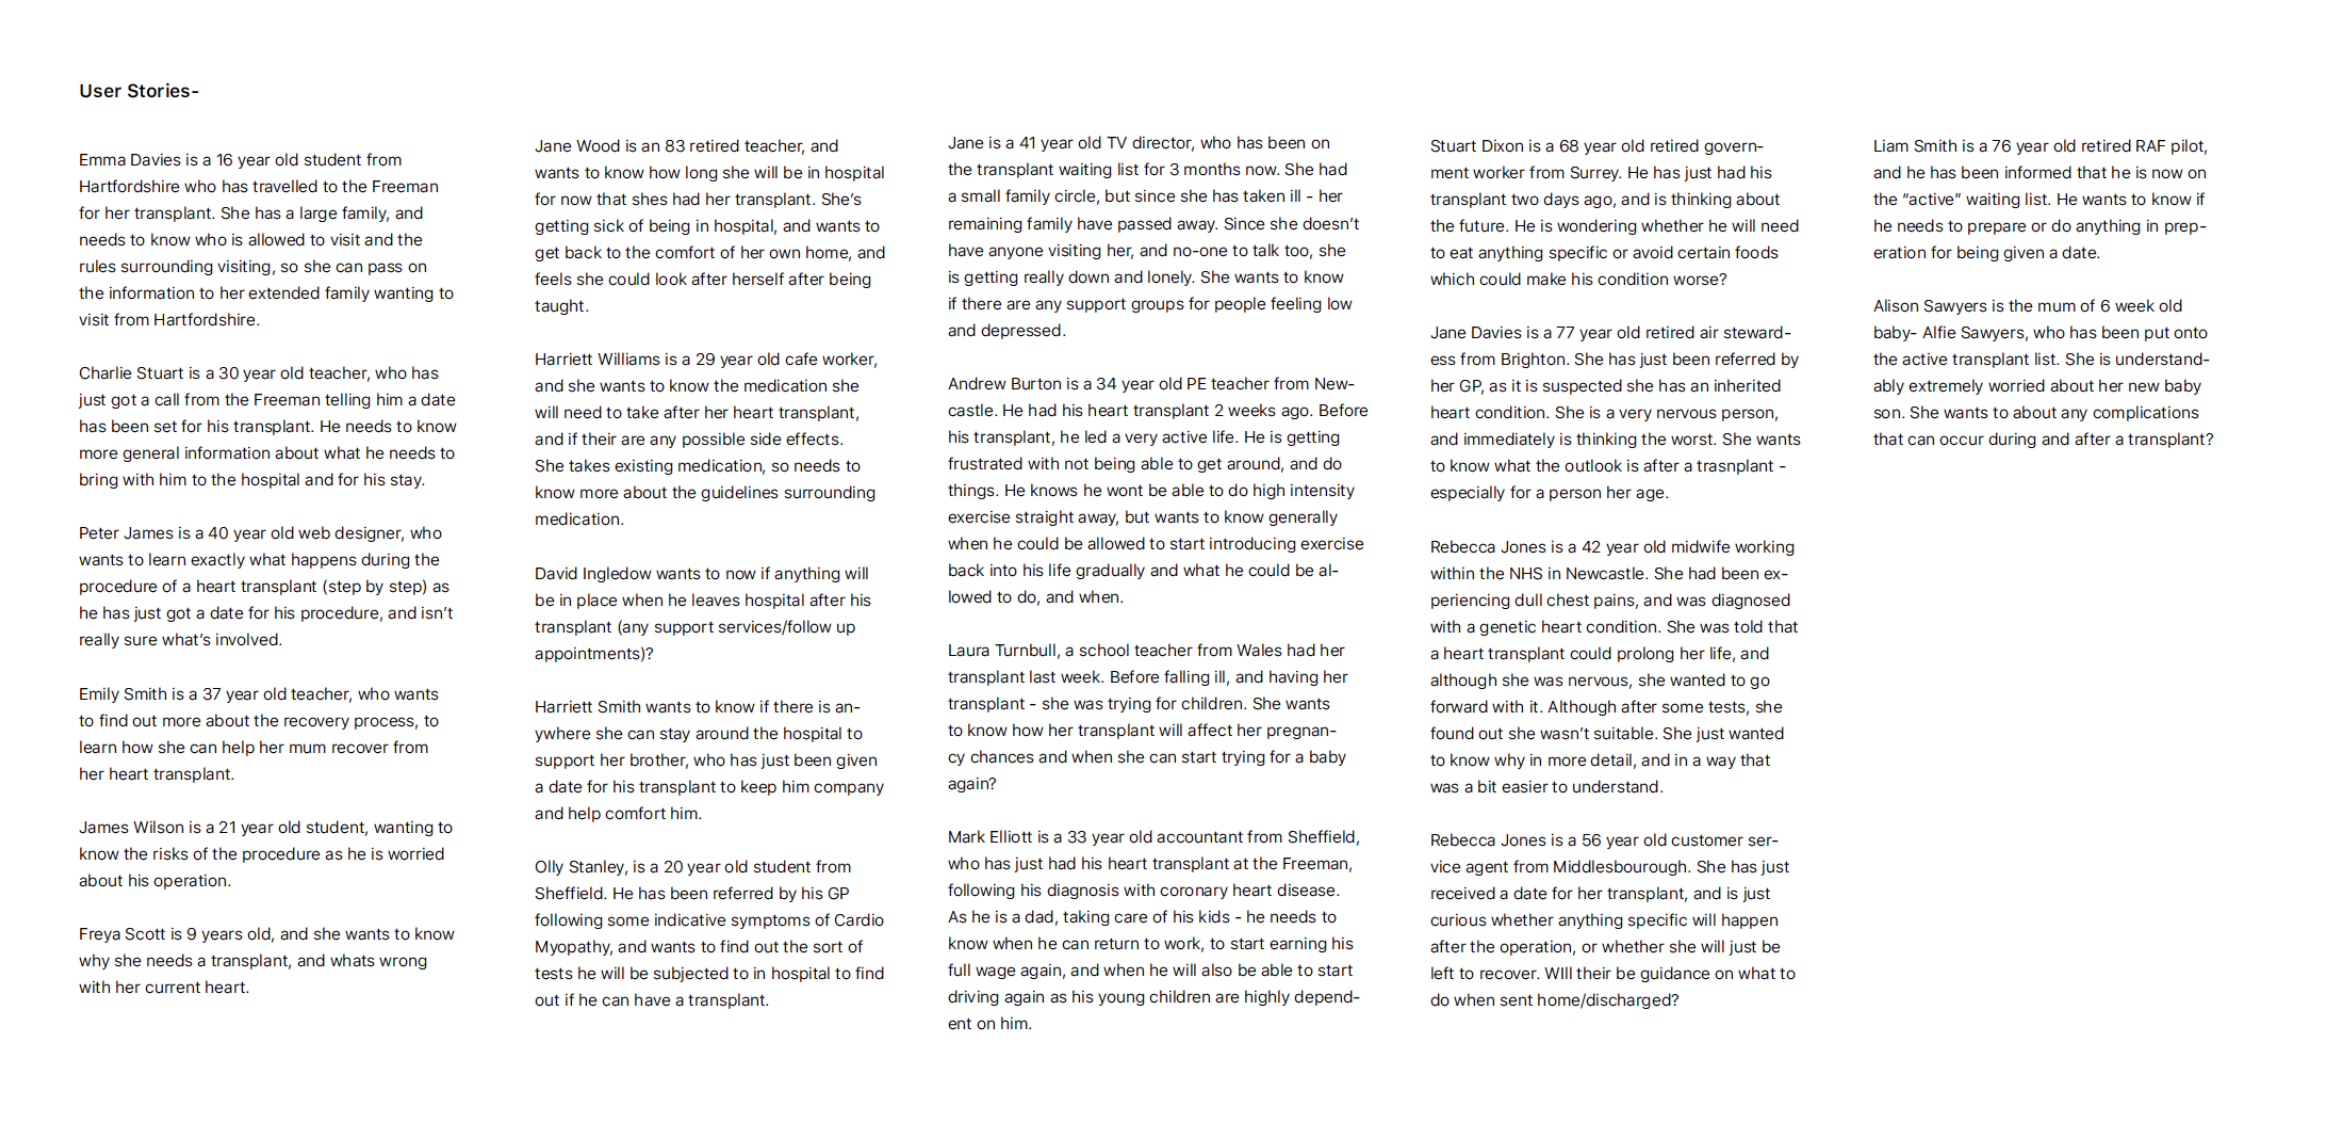 User Stories-
Emma Davies is a 16 year old student from
Hartfordshire who has travelled to the Freeman
for her transplant. She has a large family, and
needs to know who is allowed to visit and the
rules surrounding visiting, so she can pass on
the information to her extended family wanting to
visit from Hartfordshire.
Charlie Stuart is a 30 year old teacher, who has
just got a call from the Freeman telling him a date
has been set for his transplant. He needs to know
more general information about what he needs to
bring with him to the hospital and for his stay.
Peter James is a 40 year old web designer, who
wants to learn exactly what happens during the
procedure of a heart transplant (step by step) as
he has just got a date for his procedure, and isn't
really sure what's involved.
Emily Smith is a 37 year old teacher, who wants
to find out more about the recovery process, to
learn how she can help her mum recover from
her heart transplant.
James Wilson is a 21 year old student, wanting to
know the risks of the procedure as he is worried
about his operation.
Freya Scott is 9 years old, and she wants to know
why she needs a transplant, and whats wrong
with her current heart.
Jane Wood is an 83 retired teacher, and
wants to know how long she will be in hospital
for now that shes had her transplant. She's
getting sick of being in hospital, and wants to
get back to the comfort of her own home, and
feels she could look after herself after being
taught.
Harriett Williams is a 29 year old cafe worker,
and she wants to know the medication she
will need to take after her heart transplant,
and if their are any possible side effects.
She takes existing medication, so needs to
know more about the guidelines surrounding
medication.
David Ingledow wants to now if anything will
be in place when he leaves hospital after his
transplant (any support services/follow up
appointments)?
Harriett Smith wants to know if there is an-
ywhere she can stay around the hospital to
support her brother, who has just been given
a date for his transplant to keep him company
and help comfort him.
Olly Stanley, is a 20 year old student from
Sheffield. He has been referred by his GP
following some indicative symptoms of Cardio
Myopathy, and wants to find out the sort of
tests he will be subjected to in hospital to find
out if he can have a transplant.
Jane is a 41 year old TV director, who has been on
the transplant waiting list for 3 months now. She had
a small family circle, but since she has taken ill - her
remaining family have passed away. Since she doesn't
have anyone visiting her, and no-one to talk too, she
is getting really down and lonely. She wants to know
if there are any support groups for people feeling low
and depressed.
Andrew Burton is a 34 year old PE teacher from New-
castle. He had his heart transplant 2 weeks ago. Before
his transplant, he led a very active life. He is getting
frustrated with not being able to get around, and do
things. He knows he wont be able to do high intensity
exercise straight away, but wants to know generally
when he could be allowed to start introducing exercise
back into his life gradually and what he could be al-
lowed to do, and when.
Laura Turnbull, a school teacher from Wales had her
transplant last week. Before falling ill, and having her
transplant - she was trying for children. She wants
to know how her transplant will affect her pregnan-
cy chances and when she can start trying for a baby
again?
Mark Elliott is a 33 year old accountant from Sheffield,
who has just had his heart transplant at the Freeman,
following his diagnosis with coronary heart disease.
As he is a dad, taking care of his kids - he needs to
know when he can return to work, to start earning his
full wage again, and when he will also be able to start
driving again as his young children are highly depend-
ent on him.
Stuart Dixon is a 68 year old retired govern-
ment worker from Surrey. He has just had his
transplant two days ago, and is thinking about
the future. He is wondering whether he will need
to eat anything specific or avoid certain foods
which could make his condition worse?
Jane Davies is a 77 year old retired air steward-
ess from Brighton. She has just been referred by
her GP, as it is suspected she has an inherited
heart condition. She is a very nervous person,
and immediately is thinking the worst. She wants
to know what the outlook is after a trasnplant -
especially for a person her age.
Rebecca Jones is a 42 year old midwife working
within the NHS in Newcastle. She had been ex-
periencing dull chest pains, and was diagnosed
with a genetic heart condition. She was told that
a heart transplant could prolong her life, and
although she was nervous, she wanted to go
forward with it. Although after some tests, she
found out she wasn't suitable. She just wanted
to know why in more detail, and in a way that
was a bit easier to understand.
Rebecca Jones is a 56 year old customer ser-
vice agent from Middlesbourough. She has just
received a date for her transplant, and is just
curious whether anything specific will happen
after the operation, or whether she will just be
left to recover. WIll their be guidance on what to
do when sent home/discharged?
Liam Smith is a 76 year old retired RAF pilot,
and he has been informed that he is now on
the "active" waiting list. He wants to know if
he needs to prepare or do anything in prep-
eration for being given a date.
Alison Sawyers is the mum of 6 week old
baby- Alfie Sawyers, who has been put onto
the active transplant list. She is understand-
ably extremely worried about her new baby
son. She wants to about any complications
that can occur during and after a transplant?